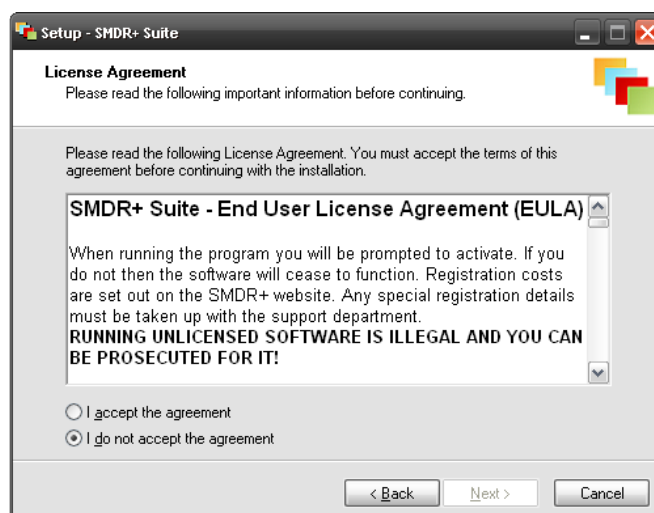 Setup - SMDR+ Suite
License Agreement
Please read the following important information before continuing.
Please read the following License Agreement. You must accept the terms of this
agreement before continuing with the installation.
SMDR+ Suite - End User License Agreement (EULA)
When running the program you will be prompted to activate. If you
do not then the software will cease to function. Registration costs
are set out on the SMDR+ website. Any special registration details
must be taken up with the support department.
RUNNING UNLICENSED SOFTWARE IS ILLEGAL AND YOU CAN
BE PROSECUTED FOR IT!
I accept the agreement
I do not accept the agreement
< Back
Next >
Cancel